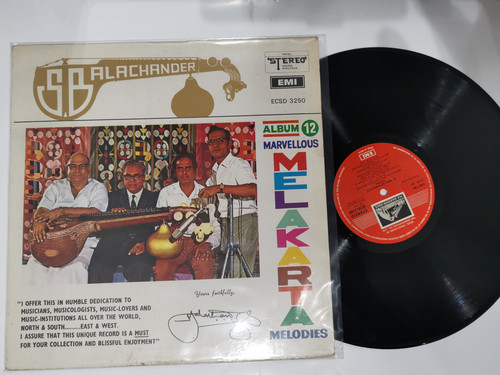 S BALACHANDER
STEREO
EMI
ECSD 3250
ALBUM 12
MARVELLOUS
MELAKARTA
MELODIES
Yours faithfully,
"I OFFER THIS IN HUMBLE DEDICATION TO
MUSICIANS, MUSICOLOGISTS, MUSIC-LOVERS AND
MUSIC-INSTITUTIONS ALL OVER THE WORLD,
NORTH & SOUTH........EAST & WEST.
I ASSURE THAT THIS UNIQUE RECORD IS A MUST
FOR YOUR COLLECTION AND BLISSFUL ENJOYMENT"
EMI